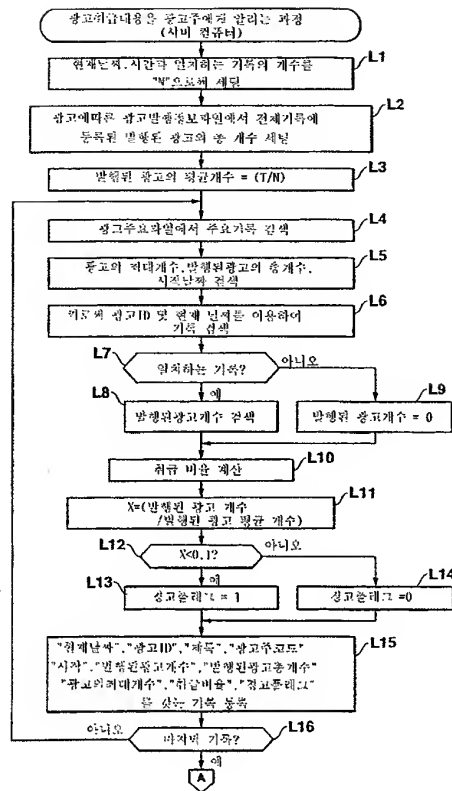 광고취급내용을 광고주에게 알리는 과정
(서버 컴퓨터)
L1
현재날짜.시간과 일치하는 기록의 개수를
"N"으로써 세팅
L2
광고에따른 광고발행정보파일에서 전체기록에
등록된 발행된 광고의 총 개수 세팅
L3
발행된 광고의 평균개수 = (T/N)
L4
광고주요파일에서 주요기록 검색
L5
광고의 최대개수.발행된광고의 총개수.
시작날짜 검색
L6
광고ID 및 현재 날짜를 이용하여
기록 검색
L7
일치하는 기록?
아니오
예
L8
발행된광고개수 검색
L9
발행된 광고개수 = 0
L10
취급 비율 계산
L11
X=(발행된 광고 개수
/발행된 광고 평균 개수)
L12
X<0.1?
아니오
예
L13
경고플래그 = 1
L14
경고플래그 =0
L15
"현재날짜"."광고ID"."제목"."광고주코드"
"시작"."발행된광고개수"."발행된광고총개수"
"광고의최대개수"."취급비율"."경고플래그"
를 갖는 기록 등록
L16
마지막 기록?
아니오
예
A